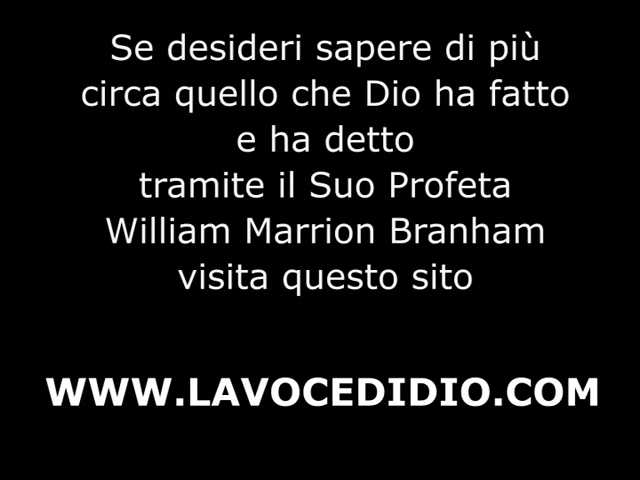 Se desideri sapere di più
circa quello che Dio ha fatto
e ha detto
tramite il Suo Profeta
William Marrion Branham
visita questo sito
WWW.LAVOCEDIDIO.COM